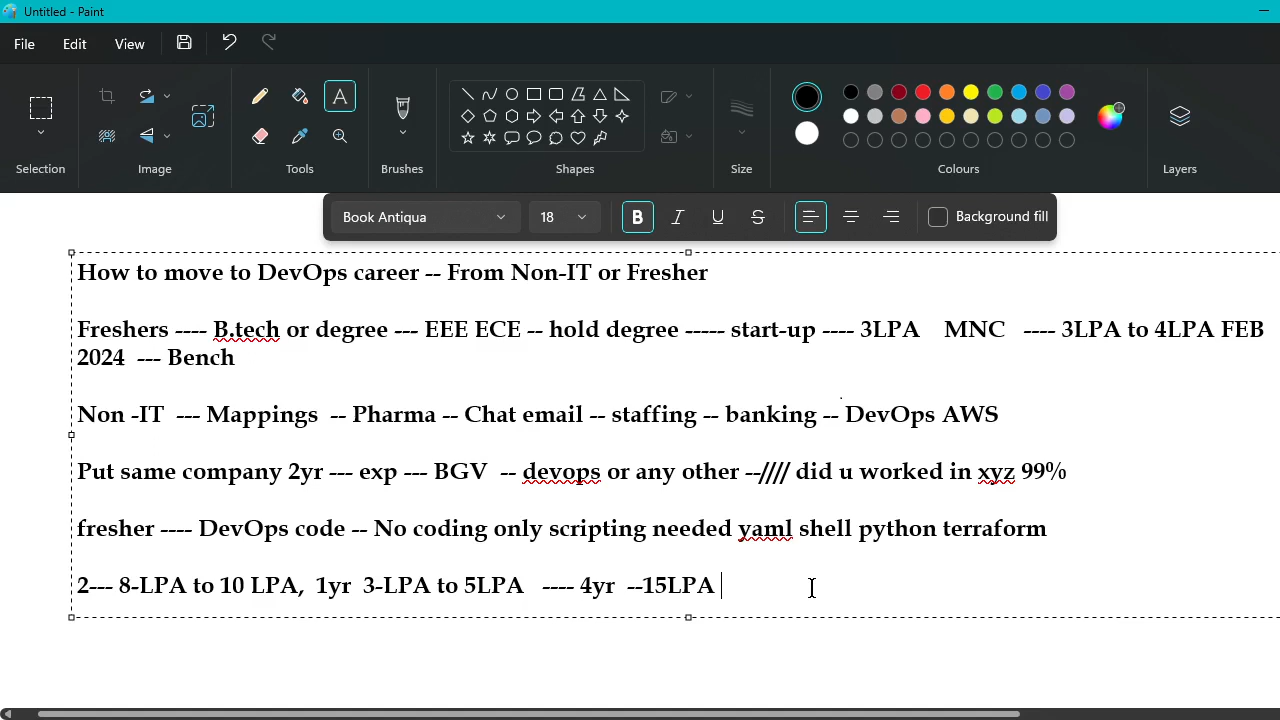 Untitled - Paint
File Edit View
Selection Image Tools Brushes Shapes Size Colours Layers
Book Antiqua 18 B I U S Background fill
How to move to DevOps career -- From Non-IT or Fresher
Freshers ---- B.tech or degree --- EEE ECE -- hold degree ----- start-up ---- 3LPA MNC ---- 3LPA to 4LPA FEB
2024 --- Bench
Non -IT --- Mappings -- Pharma -- Chat email -- staffing -- banking -- DevOps AWS
Put same company 2yr --- exp --- BGV -- devops or any other --//// did u worked in xyz 99%
fresher ---- DevOps code -- No coding only scripting needed yaml shell python terraform
2--- 8-LPA to 10 LPA, 1yr 3-LPA to 5LPA ---- 4yr --15LPA